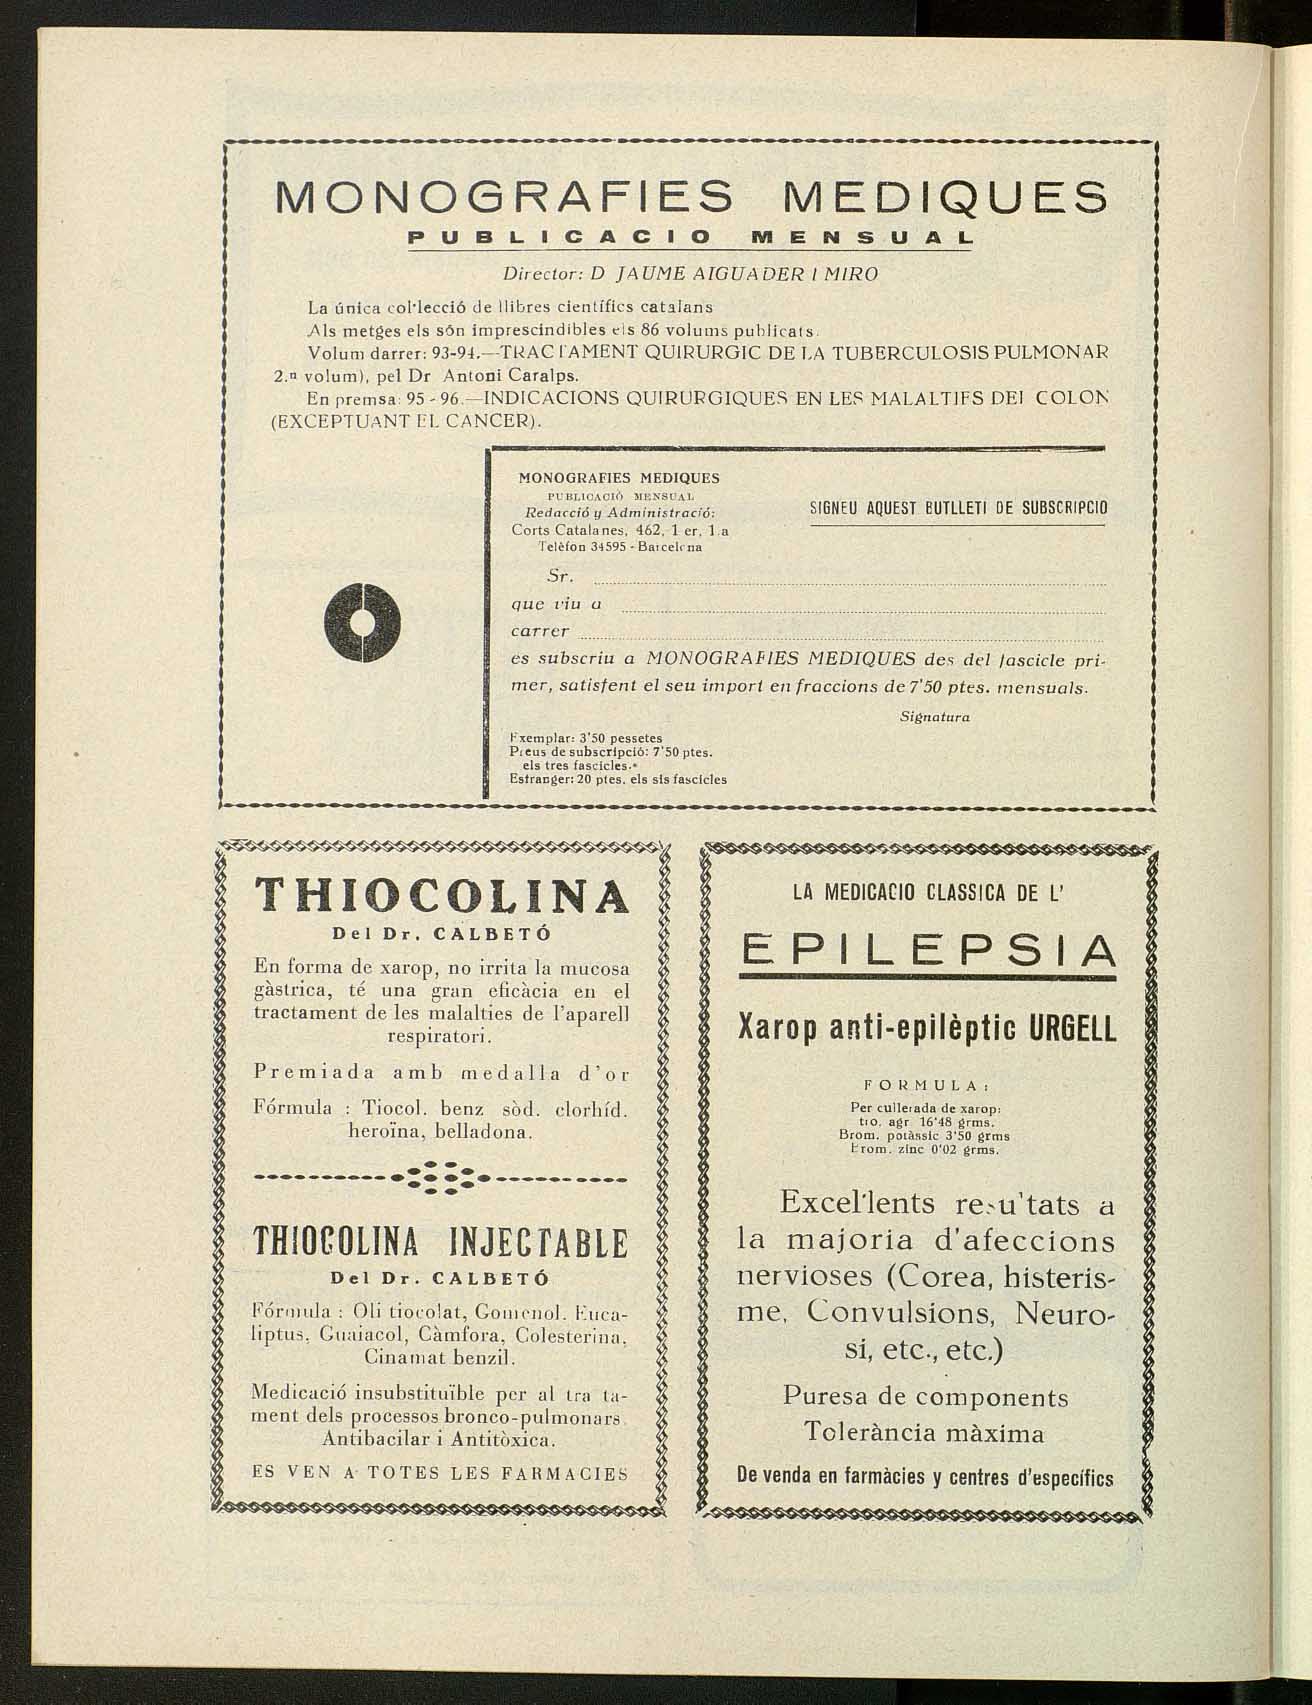 MONOGRAFIES MEDIQUES
PUBLICACIO MENSUAL
Director: D JAUME AIGUADER I MIRO
La única col·lecció de llibres científics catalans
Als metges els són imprescindibles els 86 volums publicats.
Volum darrer: 93-94.—TRACTAMENT QUIRURGIC DE LA TUBERCULOSIS PULMONAR
2.n volum), pel Dr Antoni Caralps.
En premsa: 95 - 96.—INDICACIONS QUIRURGIQUES EN LES MALALTIES DEL COLON
(EXCEPTUANT EL CANCER).
MONOGRAFIES MEDIQUES
PUBLICACIÓ MENSUAL
Redacció y Administració:
Corts Catalanes, 462, 1 er, 1.a
Telèfon 34595 - Barcelona
SIGNEU AQUEST BUTLLETI DE SUBSCRIPCIO
Sr.
que viu a
carrer
es subscriu a MONOGRAFIES MEDIQUES des del fascicle pri-
mer, satisfent el seu import en fraccions de 7'50 ptes. mensuals.
Signatura
Exemplar: 3'50 pessetes
Preus de subscripció: 7'50 ptes.
els tres fascicles.
Estranger: 20 ptes. els sis fascicles
THIOCOLINA
Del Dr. CALBETÓ
En forma de xarop, no irrita la mucosa
gàstrica, té una gran eficàcia en el
tractament de les malalties de l'aparell
respiratori.
Premiada amb medalla d'or
Fórmula : Tiocol. benz sòd. clorhíd.
heroïna, belladona.
THIOCOLINA INJECTABLE
Del Dr. CALBETÓ
Fórmula : Oli tiocolat, Gomenol. Euca-
liptus, Guaiacol, Càmfora, Colesterina,
Cinamat benzil.
Medicació insubstituïble per al tra ta-
ment dels processos bronco-pulmonars
Antibacilar i Antitòxica.
ES VEN A TOTES LES FARMACIES
LA MEDICACIO CLASSICA DE L'
EPILEPSIA
Xarop anti-epilèptic URGELL
FORMULA:
Per cullerada de xarop:
tio. agr 16'48 grms.
Brom. potàssic 3'50 grms
Brom. zinc 0'02 grms.
Excel'lents resu'tats a
la majoria d'afeccions
nervioses (Corea, histeris-
me, Convulsions, Neuro-
si, etc., etc.)
Puresa de components
Toleràncía màxima
De venda en farmàcies y centres d'específics